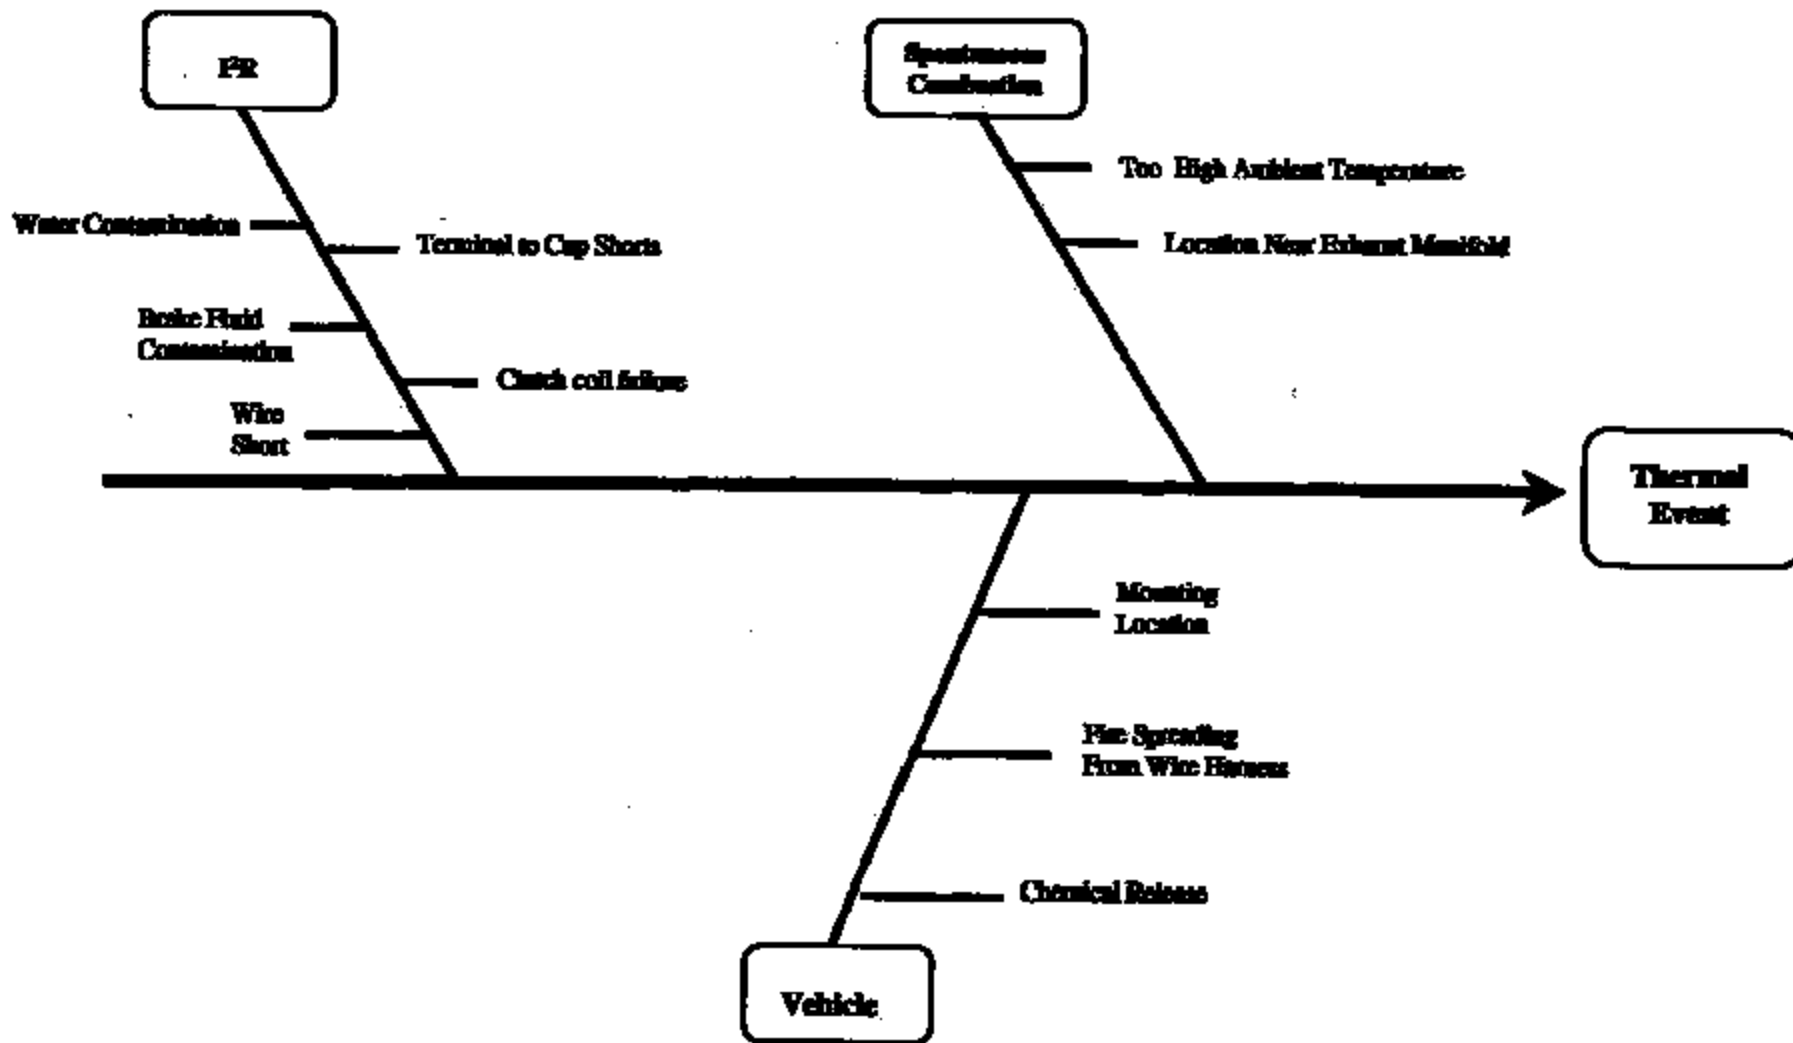 I²R
Spontaneous
Combustion
Too High Ambient Temperature
Water Contamination
Terminal to Cup Shorts
Location Near Exhaust Manifold
Brake Fluid
Contamination
Clutch coil failure
Wire
Short
Thermal
Event
Mounting
Location
Fire Spreading
From Wire Harness
Chemical Release
Vehicle